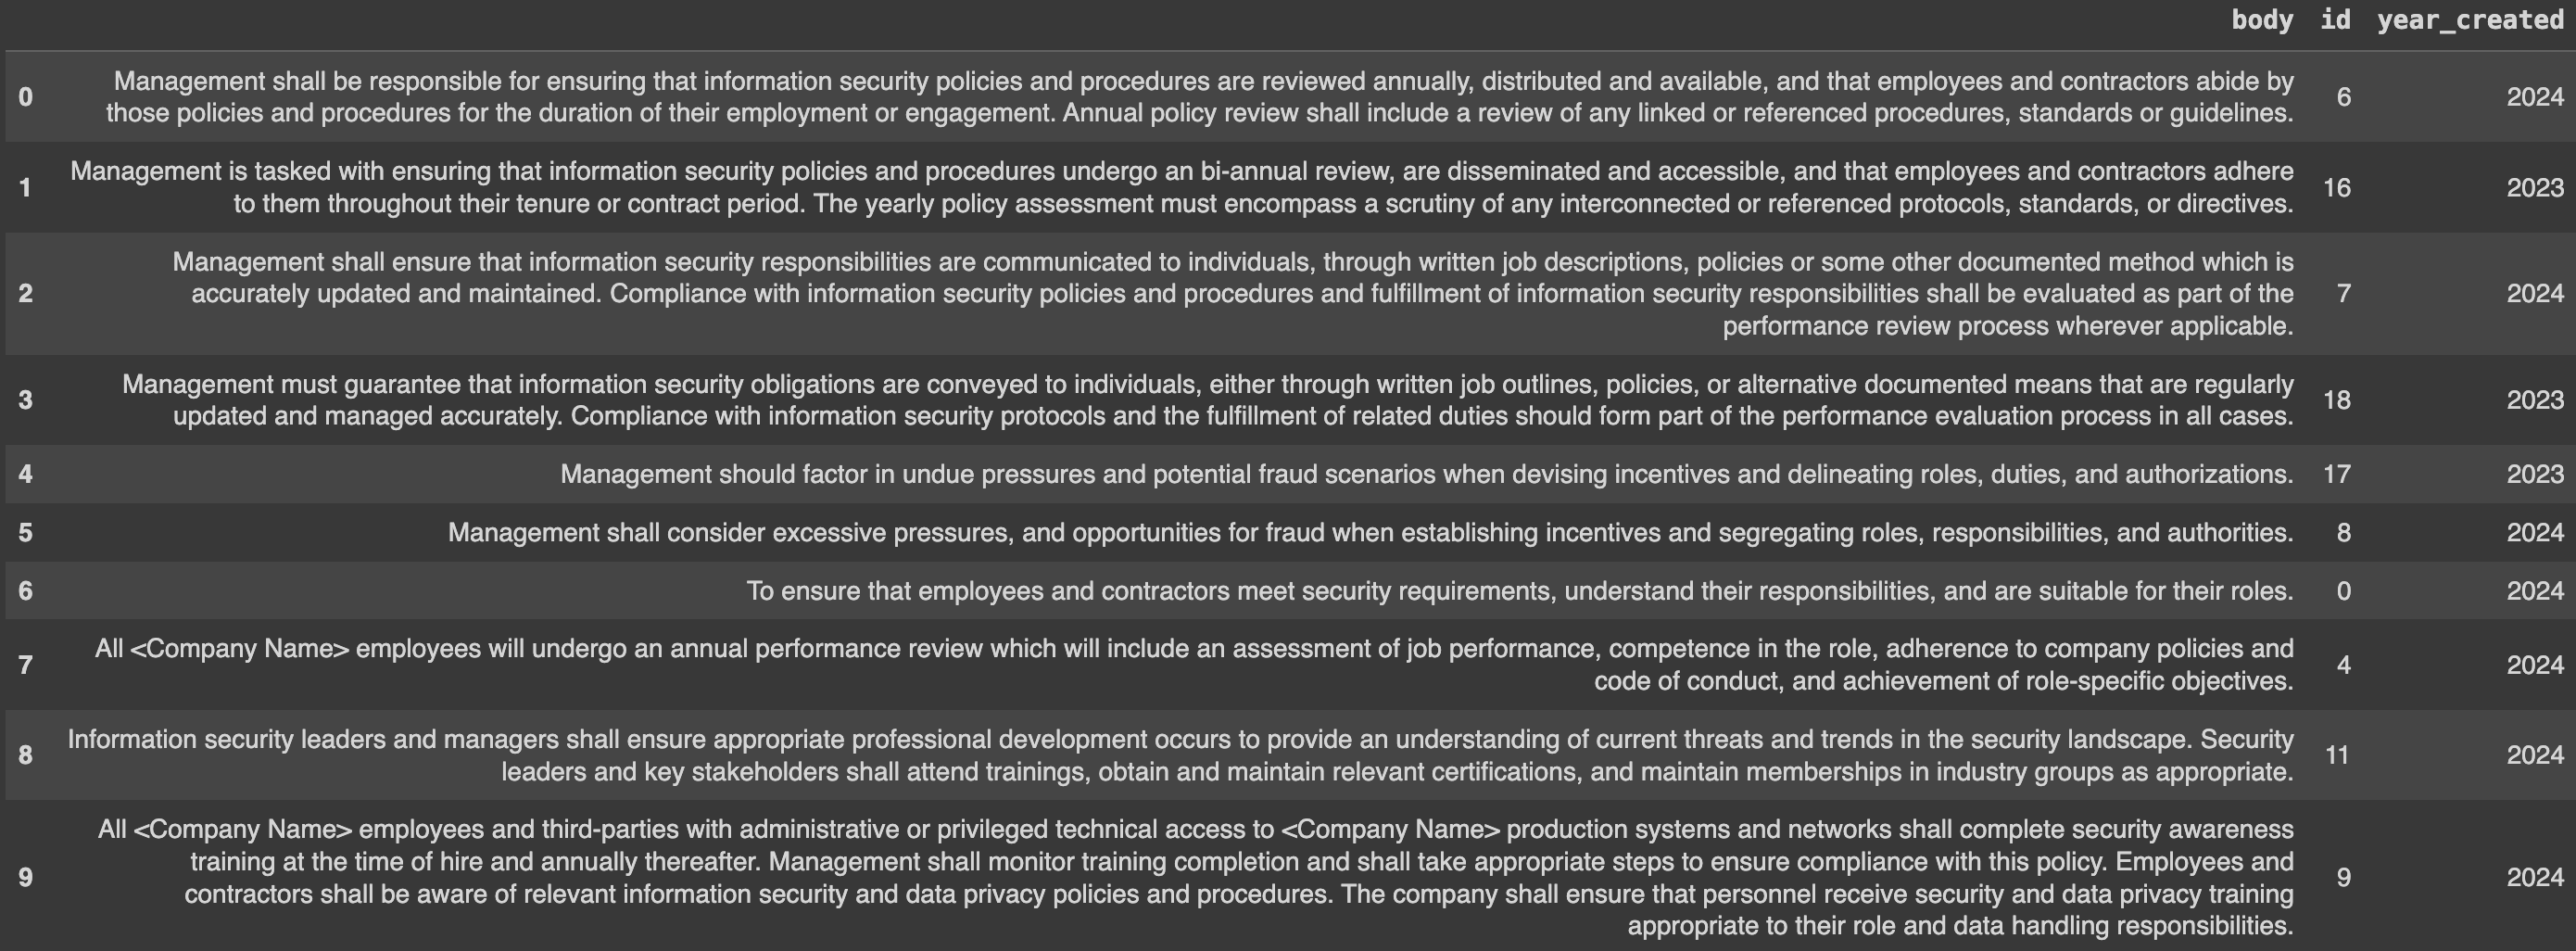 body id year_created
0 Management shall be responsible for ensuring that information security policies and procedures are reviewed annually, distributed and available, and that employees and contractors abide by
those policies and procedures for the duration of their employment or engagement. Annual policy review shall include a review of any linked or referenced procedures, standards or guidelines. 6 2024
1 Management is tasked with ensuring that information security policies and procedures undergo an bi-annual review, are disseminated and accessible, and that employees and contractors adhere
to them throughout their tenure or contract period. The yearly policy assessment must encompass a scrutiny of any interconnected or referenced protocols, standards, or directives. 16 2023
2 Management shall ensure that information security responsibilities are communicated to individuals, through written job descriptions, policies or some other documented method which is
accurately updated and maintained. Compliance with information security policies and procedures and fulfillment of information security responsibilities shall be evaluated as part of the
performance review process wherever applicable. 7 2024
3 Management must guarantee that information security obligations are conveyed to individuals, either through written job outlines, policies, or alternative documented means that are regularly
updated and managed accurately. Compliance with information security protocols and the fulfillment of related duties should form part of the performance evaluation process in all cases. 18 2023
4 Management should factor in undue pressures and potential fraud scenarios when devising incentives and delineating roles, duties, and authorizations. 17 2023
5 Management shall consider excessive pressures, and opportunities for fraud when establishing incentives and segregating roles, responsibilities, and authorities. 8 2024
6 To ensure that employees and contractors meet security requirements, understand their responsibilities, and are suitable for their roles. 0 2024
7 All <Company Name> employees will undergo an annual performance review which will include an assessment of job performance, competence in the role, adherence to company policies and
code of conduct, and achievement of role-specific objectives. 4 2024
8 Information security leaders and managers shall ensure appropriate professional development occurs to provide an understanding of current threats and trends in the security landscape. Security
leaders and key stakeholders shall attend trainings, obtain and maintain relevant certifications, and maintain memberships in industry groups as appropriate. 11 2024
9 All <Company Name> employees and third-parties with administrative or privileged technical access to <Company Name> production systems and networks shall complete security awareness
training at the time of hire and annually thereafter. Management shall monitor training completion and shall take appropriate steps to ensure compliance with this policy. Employees and
contractors shall be aware of relevant information security and data privacy policies and procedures. The company shall ensure that personnel receive security and data privacy training
appropriate to their role and data handling responsibilities. 9 2024